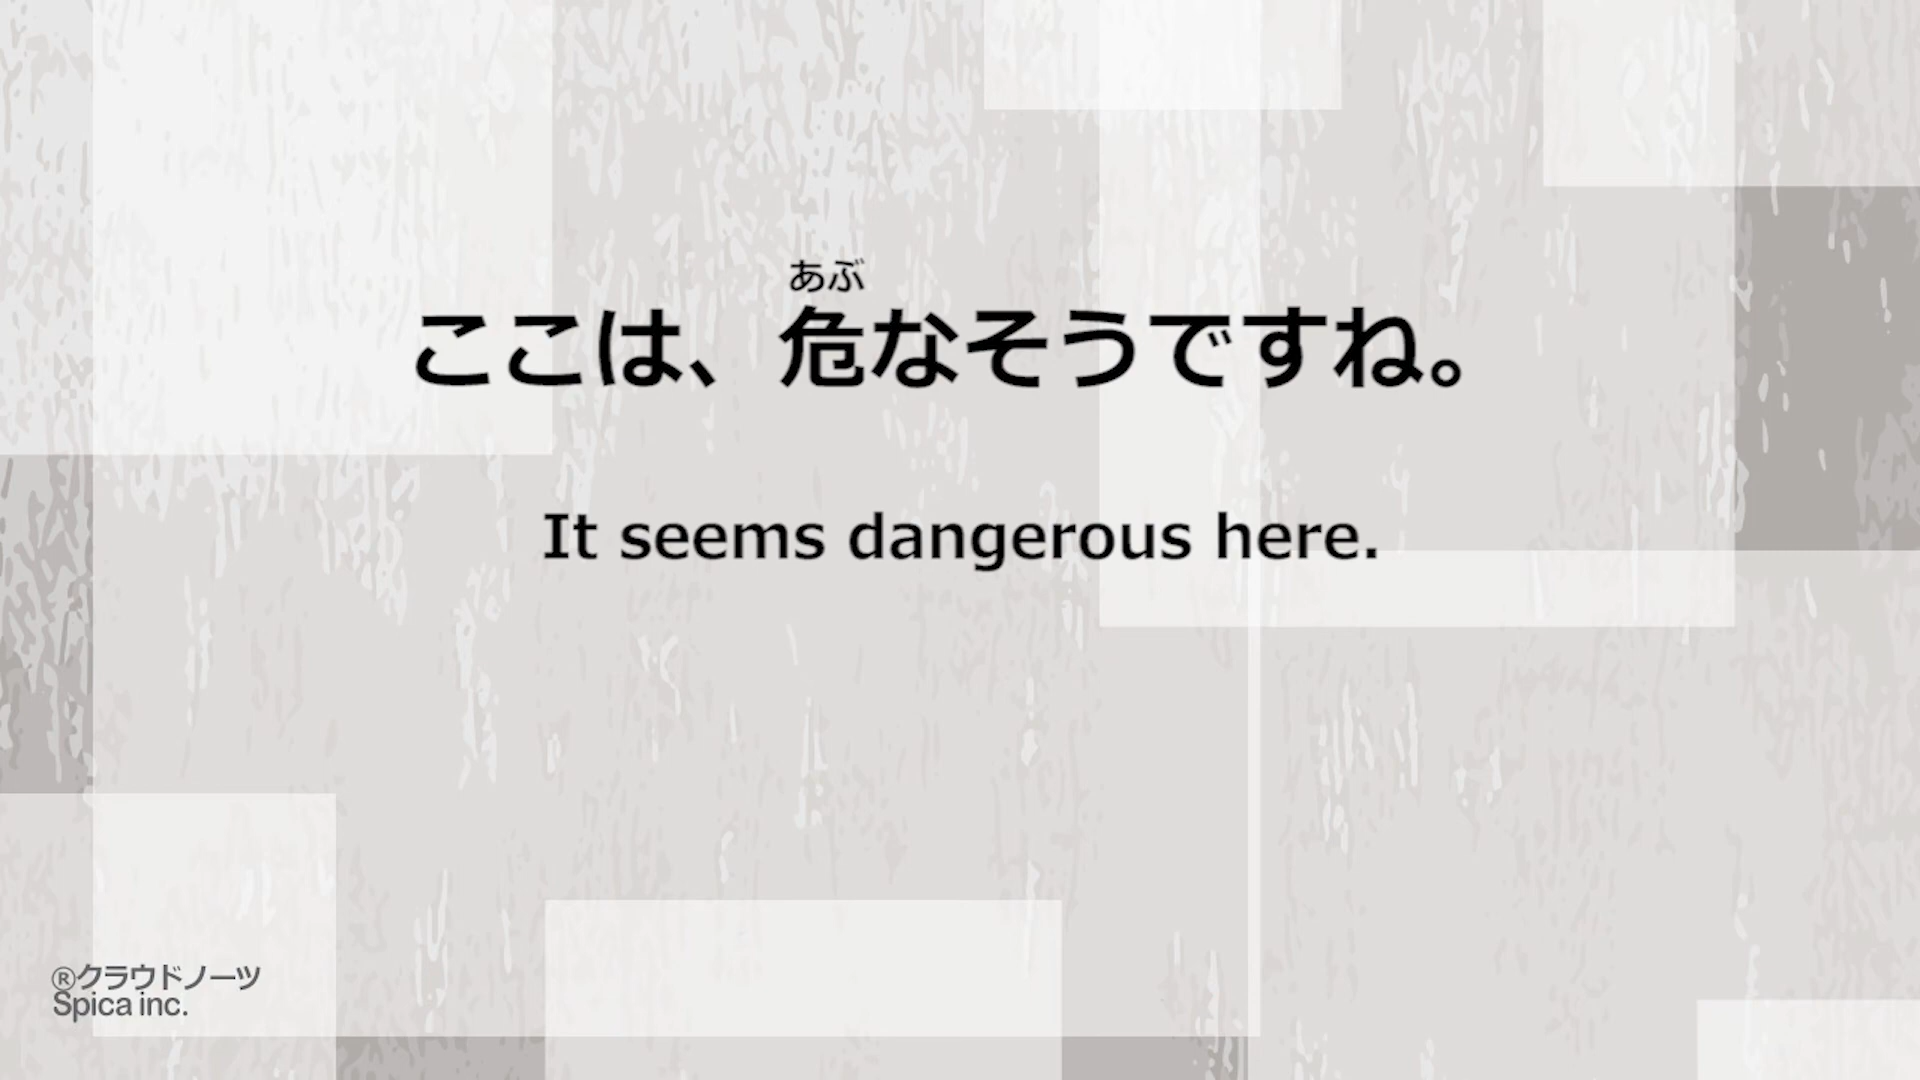 あぶ
ここは、危なそうですね。
It seems dangerous here.
®クラウドノーツ
Spica inc.